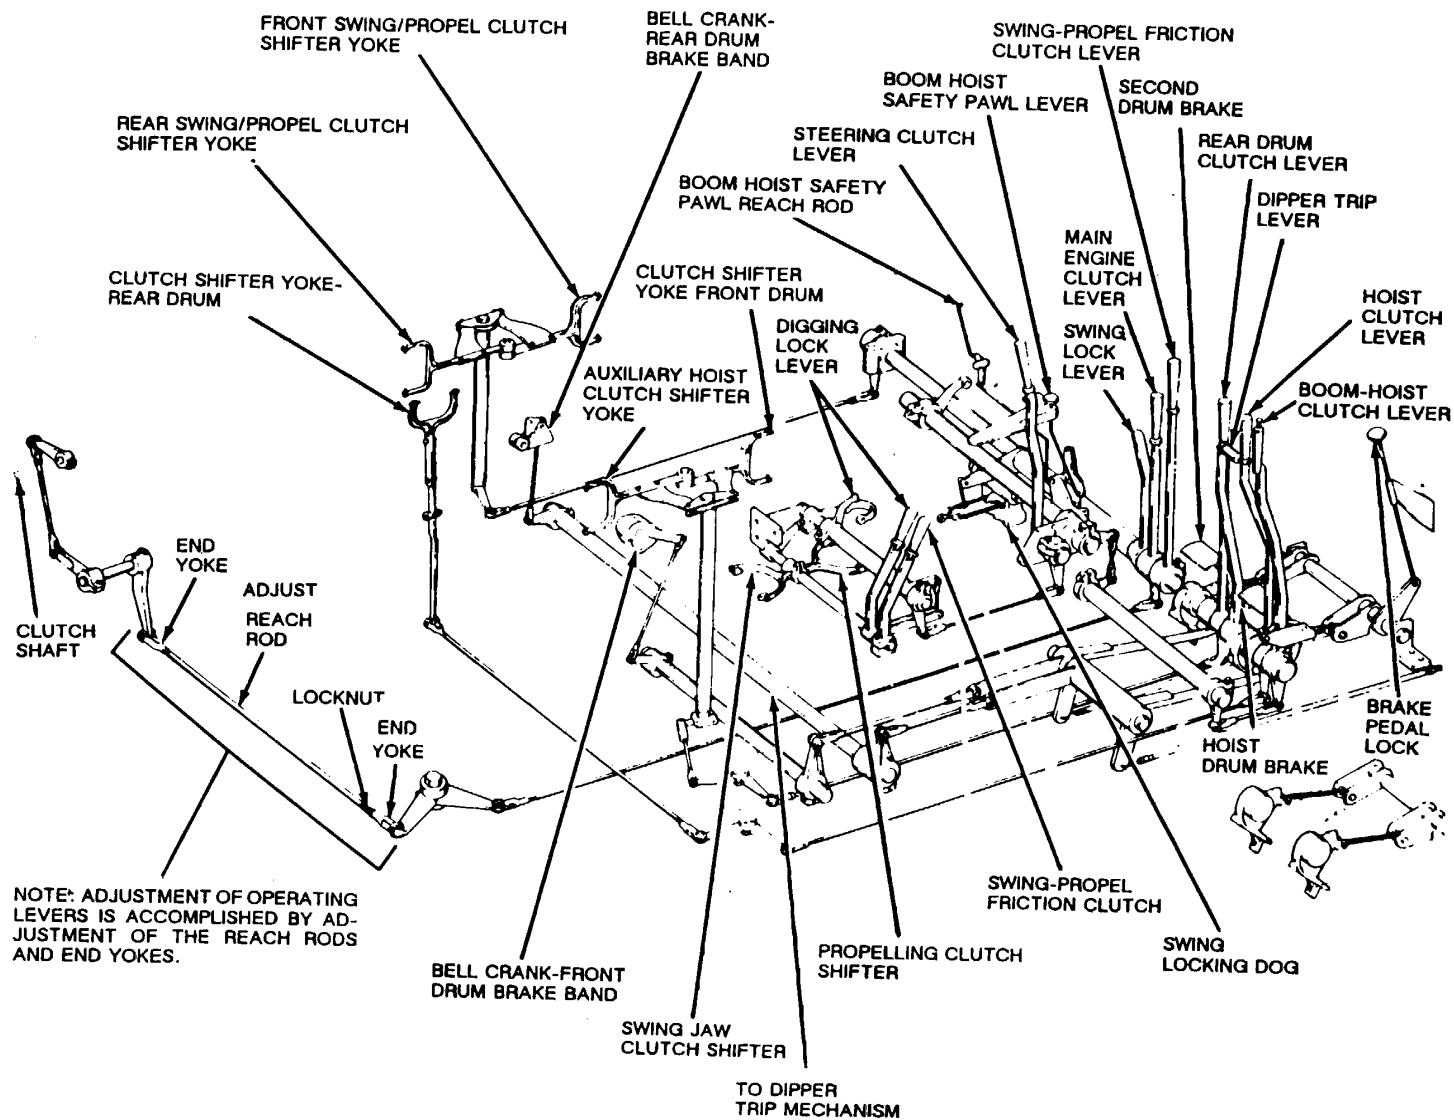 FRONT SWING/PROPEL CLUTCH
SHIFTER YOKE
BELL CRANK-
REAR DRUM
BRAKE BAND
SWING-PROPEL FRICTION
CLUTCH LEVER
BOOM HOIST
SAFETY PAWL LEVER
SECOND
DRUM BRAKE
REAR SWING/PROPEL CLUTCH
SHIFTER YOKE
STEERING CLUTCH
LEVER
REAR DRUM
CLUTCH LEVER
BOOM HOIST SAFETY
PAWL REACH ROD
DIPPER TRIP
LEVER
MAIN
ENGINE
CLUTCH
LEVER
CLUTCH SHIFTER YOKE-
REAR DRUM
CLUTCH SHIFTER
YOKE FRONT DRUM
HOIST
CLUTCH
LEVER
DIGGING
LOCK
LEVER
SWING
LOCK
LEVER
AUXILIARY HOIST
CLUTCH SHIFTER
YOKE
BOOM-HOIST
CLUTCH LEVER
END
YOKE
ADJUST
REACH
ROD
CLUTCH
SHAFT
LOCKNUT
END
YOKE
BRAKE
PEDAL
LOCK
HOIST
DRUM BRAKE
NOTE: ADJUSTMENT OF OPERATING
LEVERS IS ACCOMPLISHED BY AD-
JUSTMENT OF THE REACH RODS
AND END YOKES.
SWING-PROPEL
FRICTION CLUTCH
SWING
LOCKING DOG
PROPELLING CLUTCH
SHIFTER
BELL CRANK-FRONT
DRUM BRAKE BAND
SWING JAW
CLUTCH SHIFTER
TO DIPPER
TRIP MECHANISM